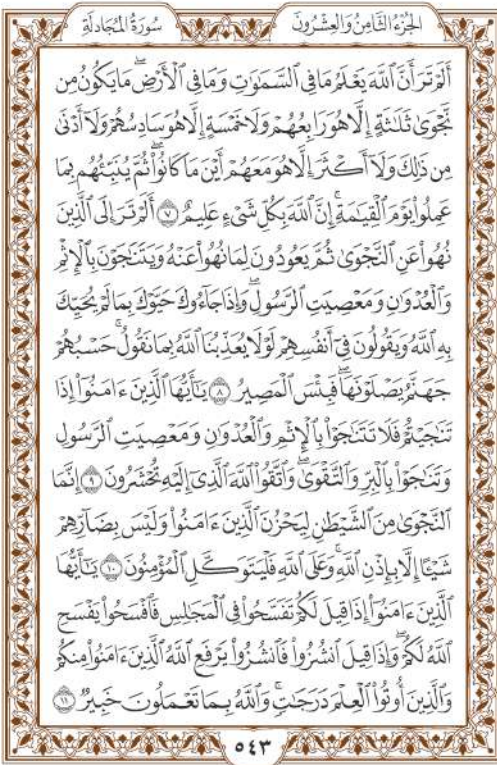 الجُزْءُ الثَّامِنُ وَالعِشْرُونَ
سُورَةُ المُجَادلَةِ
أَلَمْ تَرَ أَنَّ ٱللَّهَ يَعْلَمُ مَا فِى ٱلسَّمَٰوَٰتِ وَمَا فِى ٱلْأَرْضِ ۖ مَا يَكُونُ مِن
نَّجْوَىٰ ثَلَٰثَةٍ إِلَّا هُوَ رَابِعُهُمْ وَلَا خَمْسَةٍ إِلَّا هُوَ سَادِسُهُمْ وَلَآ أَدْنَىٰ
مِن ذَٰلِكَ وَلَآ أَكْثَرَ إِلَّا هُوَ مَعَهُمْ أَيْنَ مَا كَانُوا۟ ۖ ثُمَّ يُنَبِّئُهُم بِمَا
عَمِلُوا۟ يَوْمَ ٱلْقِيَٰمَةِ ۚ إِنَّ ٱللَّهَ بِكُلِّ شَىْءٍ عَلِيمٌ ٧ أَلَمْ تَرَ إِلَى ٱلَّذِينَ
نُهُوا۟ عَنِ ٱلنَّجْوَىٰ ثُمَّ يَعُودُونَ لِمَا نُهُوا۟ عَنْهُ وَيَتَنَٰجَوْنَ بِٱلْإِثْمِ
وَٱلْعُدْوَٰنِ وَمَعْصِيَتِ ٱلرَّسُولِ ۖ وَإِذَا جَآءُوكَ حَيَّوْكَ بِمَا لَمْ يُحَيِّكَ
بِهِ ٱللَّهُ وَيَقُولُونَ فِىٓ أَنفُسِهِمْ لَوْلَا يُعَذِّبُنَا ٱللَّهُ بِمَا نَقُولُ ۚ حَسْبُهُمْ
جَهَنَّمُ يَصْلَوْنَهَا ۖ فَبِئْسَ ٱلْمَصِيرُ ٨ يَٰٓأَيُّهَا ٱلَّذِينَ ءَامَنُوٓا۟ إِذَا
تَنَٰجَيْتُمْ فَلَا تَتَنَٰجَوْا۟ بِٱلْإِثْمِ وَٱلْعُدْوَٰنِ وَمَعْصِيَتِ ٱلرَّسُولِ
وَتَنَٰجَوْا۟ بِٱلْبِرِّ وَٱلتَّقْوَىٰ ۖ وَٱتَّقُوا۟ ٱللَّهَ ٱلَّذِىٓ إِلَيْهِ تُحْشَرُونَ ٩ إِنَّمَا
ٱلنَّجْوَىٰ مِنَ ٱلشَّيْطَٰنِ لِيَحْزُنَ ٱلَّذِينَ ءَامَنُوا۟ وَلَيْسَ بِضَآرِّهِمْ
شَيْـًٔا إِلَّا بِإِذْنِ ٱللَّهِ ۚ وَعَلَى ٱللَّهِ فَلْيَتَوَكَّلِ ٱلْمُؤْمِنُونَ ١٠ يَٰٓأَيُّهَا
ٱلَّذِينَ ءَامَنُوٓا۟ إِذَا قِيلَ لَكُمْ تَفَسَّحُوا۟ فِى ٱلْمَجَٰلِسِ فَٱفْسَحُوا۟ يَفْسَحِ
ٱللَّهُ لَكُمْ ۖ وَإِذَا قِيلَ ٱنشُزُوا۟ فَٱنشُزُوا۟ يَرْفَعِ ٱللَّهُ ٱلَّذِينَ ءَامَنُوا۟ مِنكُمْ
وَٱلَّذِينَ أُوتُوا۟ ٱلْعِلْمَ دَرَجَٰتٍ ۚ وَٱللَّهُ بِمَا تَعْمَلُونَ خَبِيرٌ ١١
٥٤٣